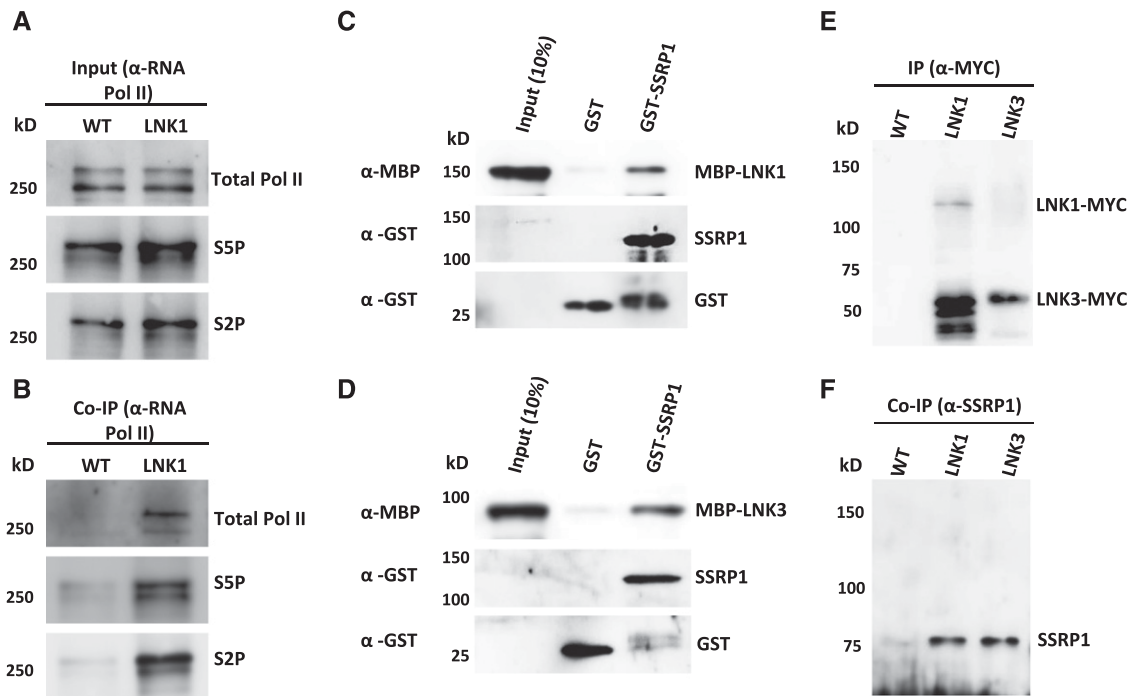 A
Input (α-RNA
Pol II)
kD
WT
LNK1
250
Total Pol II
250
S5P
250
S2P
B
Co-IP (α-RNA
Pol II)
kD
WT
LNK1
250
Total Pol II
250
S5P
250
S2P
C
Input (10%)
GST
GST-SSRP1
kD
α-MBP
150
MBP-LNK1
α -GST
150
100
SSRP1
α -GST
25
GST
D
Input (10%)
GST
GST-SSRP1
kD
α-MBP
100
MBP-LNK3
α -GST
150
100
SSRP1
α -GST
25
GST
E
IP (α-MYC)
kD
WT
LNK1
LNK3
150
100
75
50
LNK1-MYC
LNK3-MYC
F
Co-IP (α-SSRP1)
kD
WT
LNK1
LNK3
150
100
75
SSRP1